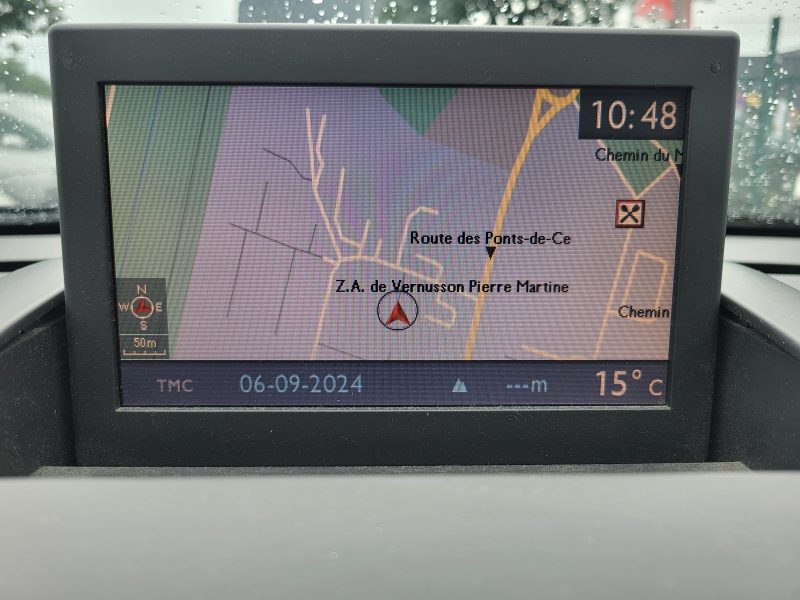 10:48
Chemin du M
Route des Ponts-de-Ce
Z.A. de Vernusson Pierre Martine
Chemin
N
W E
S
50m
TMC 06-09-2024 ---m 15° C